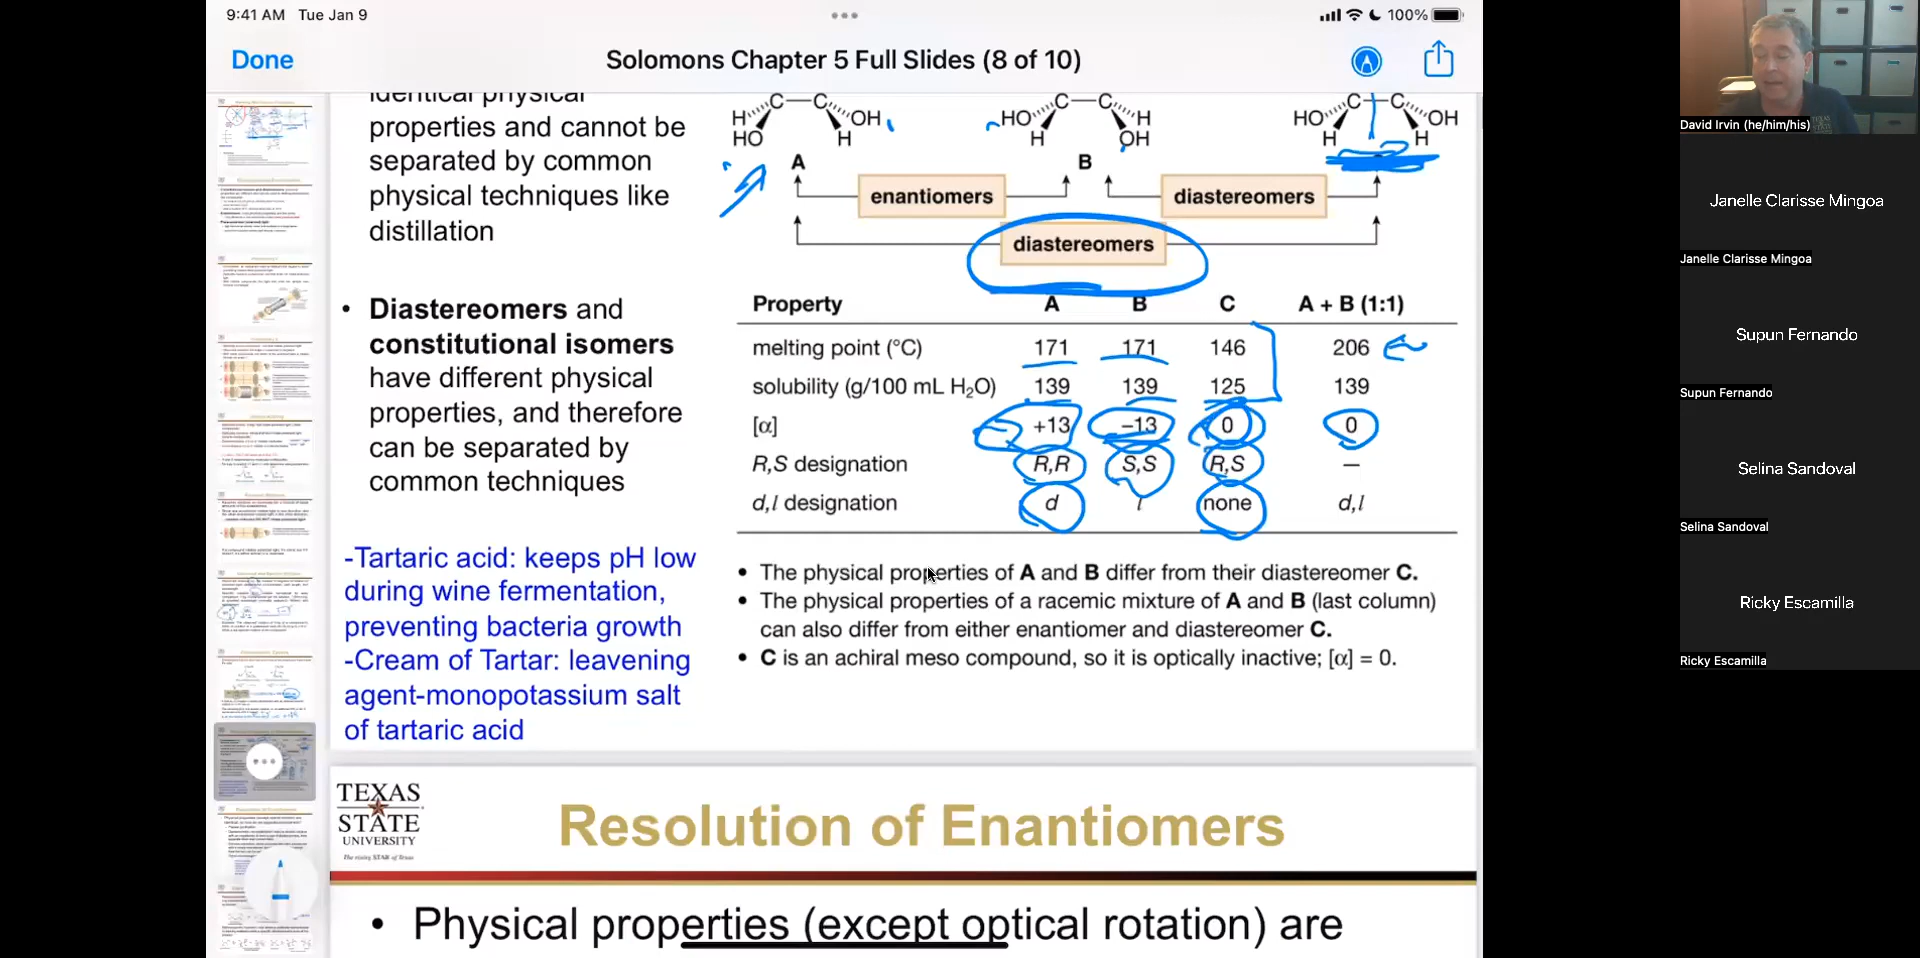 9:41 AM Tue Jan 9
100%
Done
Solomons Chapter 5 Full Slides (8 of 10)
identical physical
properties and cannot be
separated by common
physical techniques like
distillation
• Diastereomers and
constitutional isomers
have different physical
properties, and therefore
can be separated by
common techniques
-Tartaric acid: keeps pH low
during wine fermentation,
preventing bacteria growth
-Cream of Tartar: leavening
agent-monopotassium salt
of tartaric acid
C C C C C C
H OH HO H HO OH
HO H H OH H H
A B
enantiomers diastereomers
diastereomers
Property A B C A + B (1:1)
melting point (°C) 171 171 146 206
solubility (g/100 mL H₂O) 139 139 125 139
[α] +13 −13 0 0
R,S designation R,R S,S R,S —
d,l designation d l none d,l
• The physical properties of A and B differ from their diastereomer C.
• The physical properties of a racemic mixture of A and B (last column)
can also differ from either enantiomer and diastereomer C.
• C is an achiral meso compound, so it is optically inactive; [α] = 0.
TEXAS
STATE
UNIVERSITY
The rising STAR of Texas
Resolution of Enantiomers
• Physical properties (except optical rotation) are
David Irvin (he/him/his)
Janelle Clarisse Mingoa
Janelle Clarisse Mingoa
Supun Fernando
Supun Fernando
Selina Sandoval
Selina Sandoval
Ricky Escamilla
Ricky Escamilla